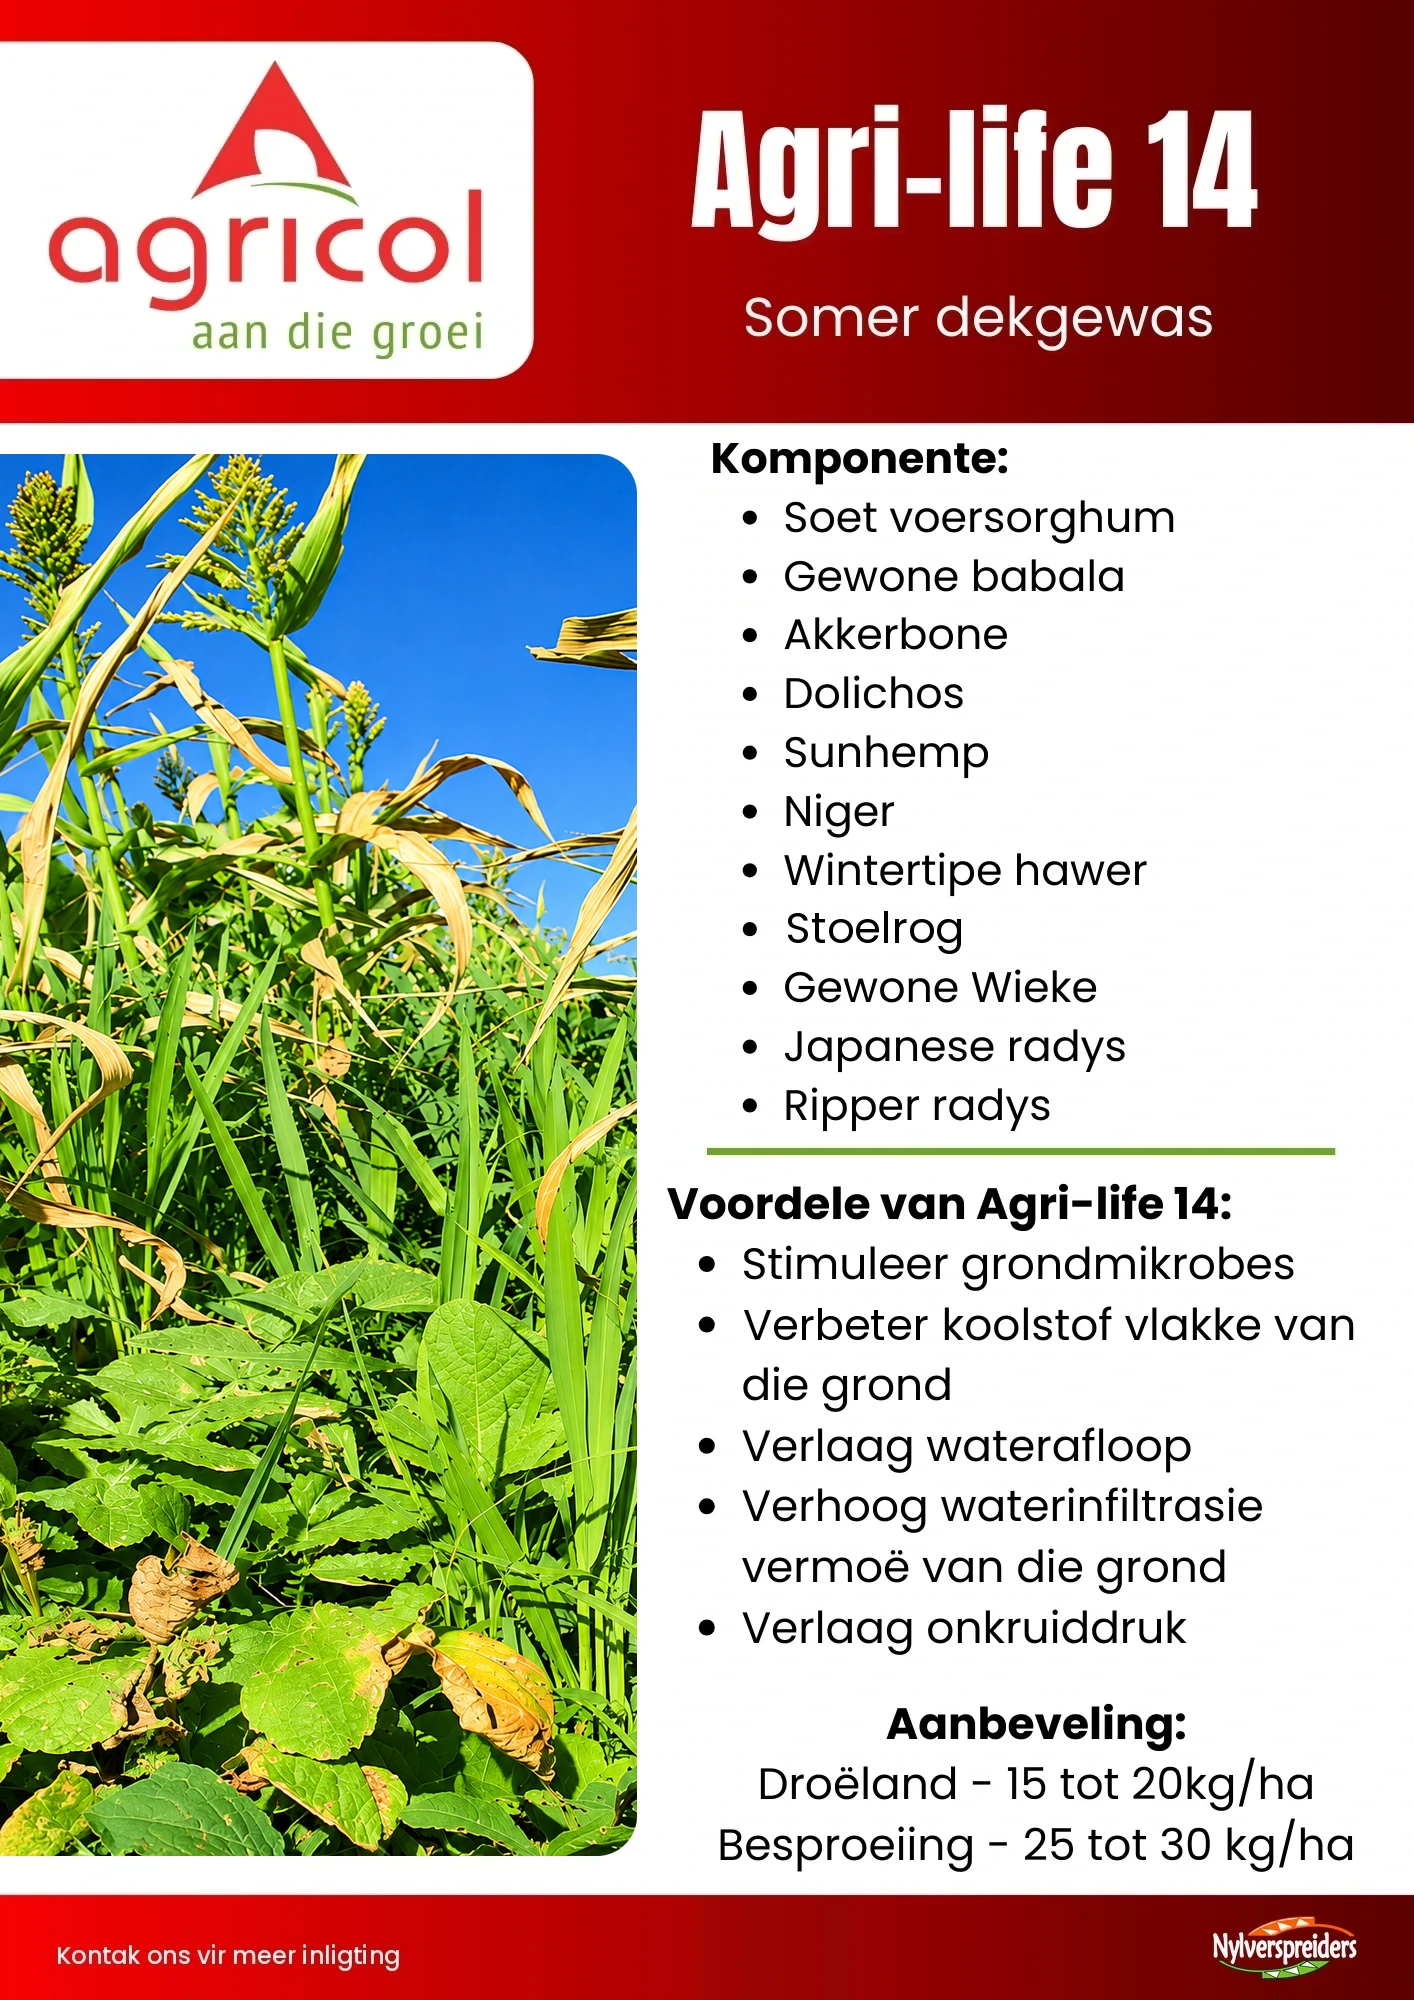 agricol
aan die groei
Agri-life 14
Somer dekgewas
Komponente:
• Soet voersorghum
• Gewone babala
• Akkerbone
• Dolichos
• Sunhemp
• Niger
• Wintertipe hawer
• Stoelrog
• Gewone Wieke
• Japanese radys
• Ripper radys
Voordele van Agri-life 14:
• Stimuleer grondmikrobes
• Verbeter koolstof vlakke van
die grond
• Verlaag waterafloop
• Verhoog waterinfiltrasie
vermoë van die grond
• Verlaag onkruiddruk
Aanbeveling:
Droëland - 15 tot 20kg/ha
Besproeiing - 25 tot 30 kg/ha
Kontak ons vir meer inligting
Nylverspreiders